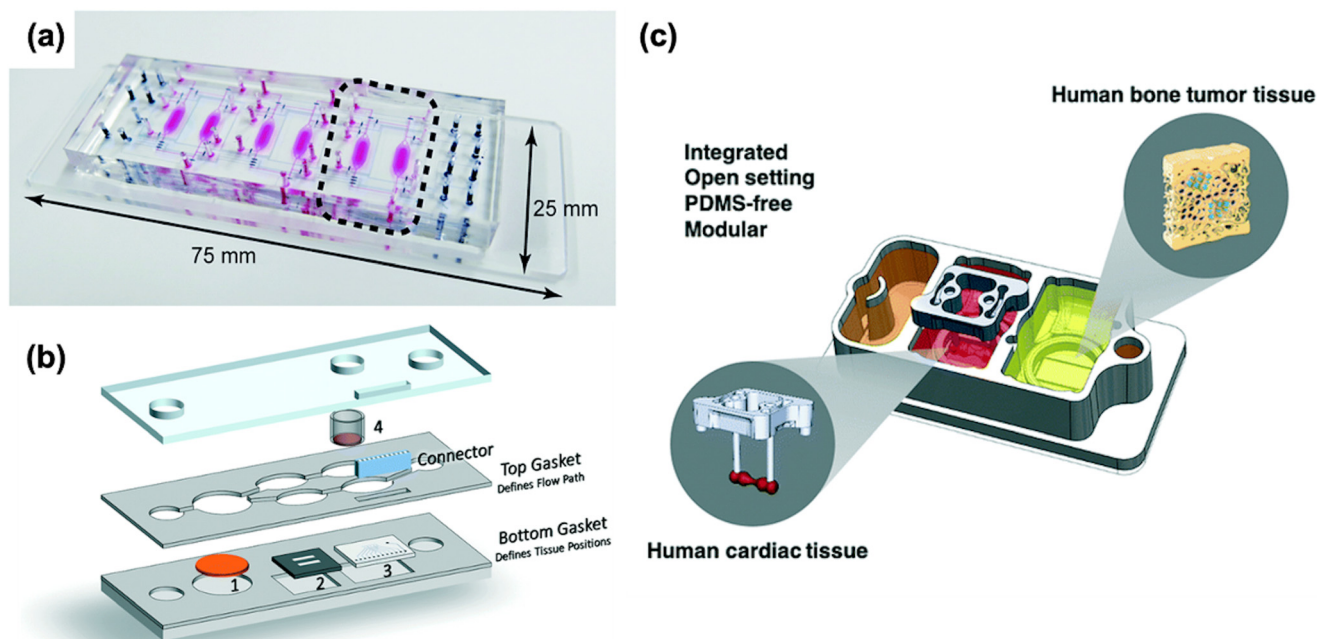 (a)
25 mm
75 mm
(b)
4
Connector
Top Gasket
Defines Flow Path
Bottom Gasket
Defines Tissue Positions
1
2
3
(c)
Human bone tumor tissue
Integrated
Open setting
PDMS-free
Modular
Human cardiac tissue